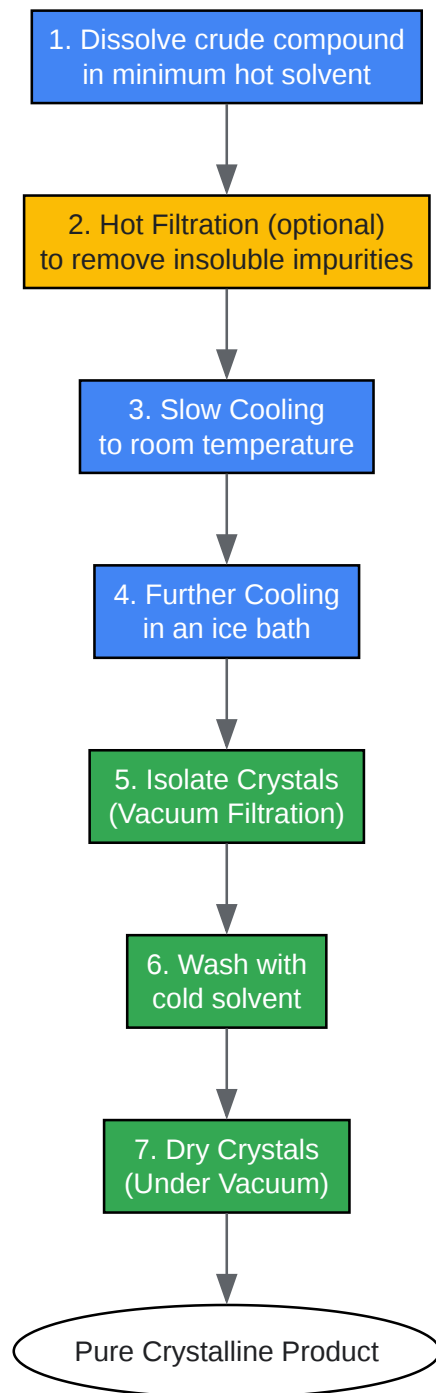 1. Dissolve crude compound
in minimum hot solvent
2. Hot Filtration (optional)
to remove insoluble impurities
3. Slow Cooling
to room temperature
4. Further Cooling
in an ice bath
5. Isolate Crystals
(Vacuum Filtration)
6. Wash with
cold solvent
7. Dry Crystals
(Under Vacuum)
Pure Crystalline Product